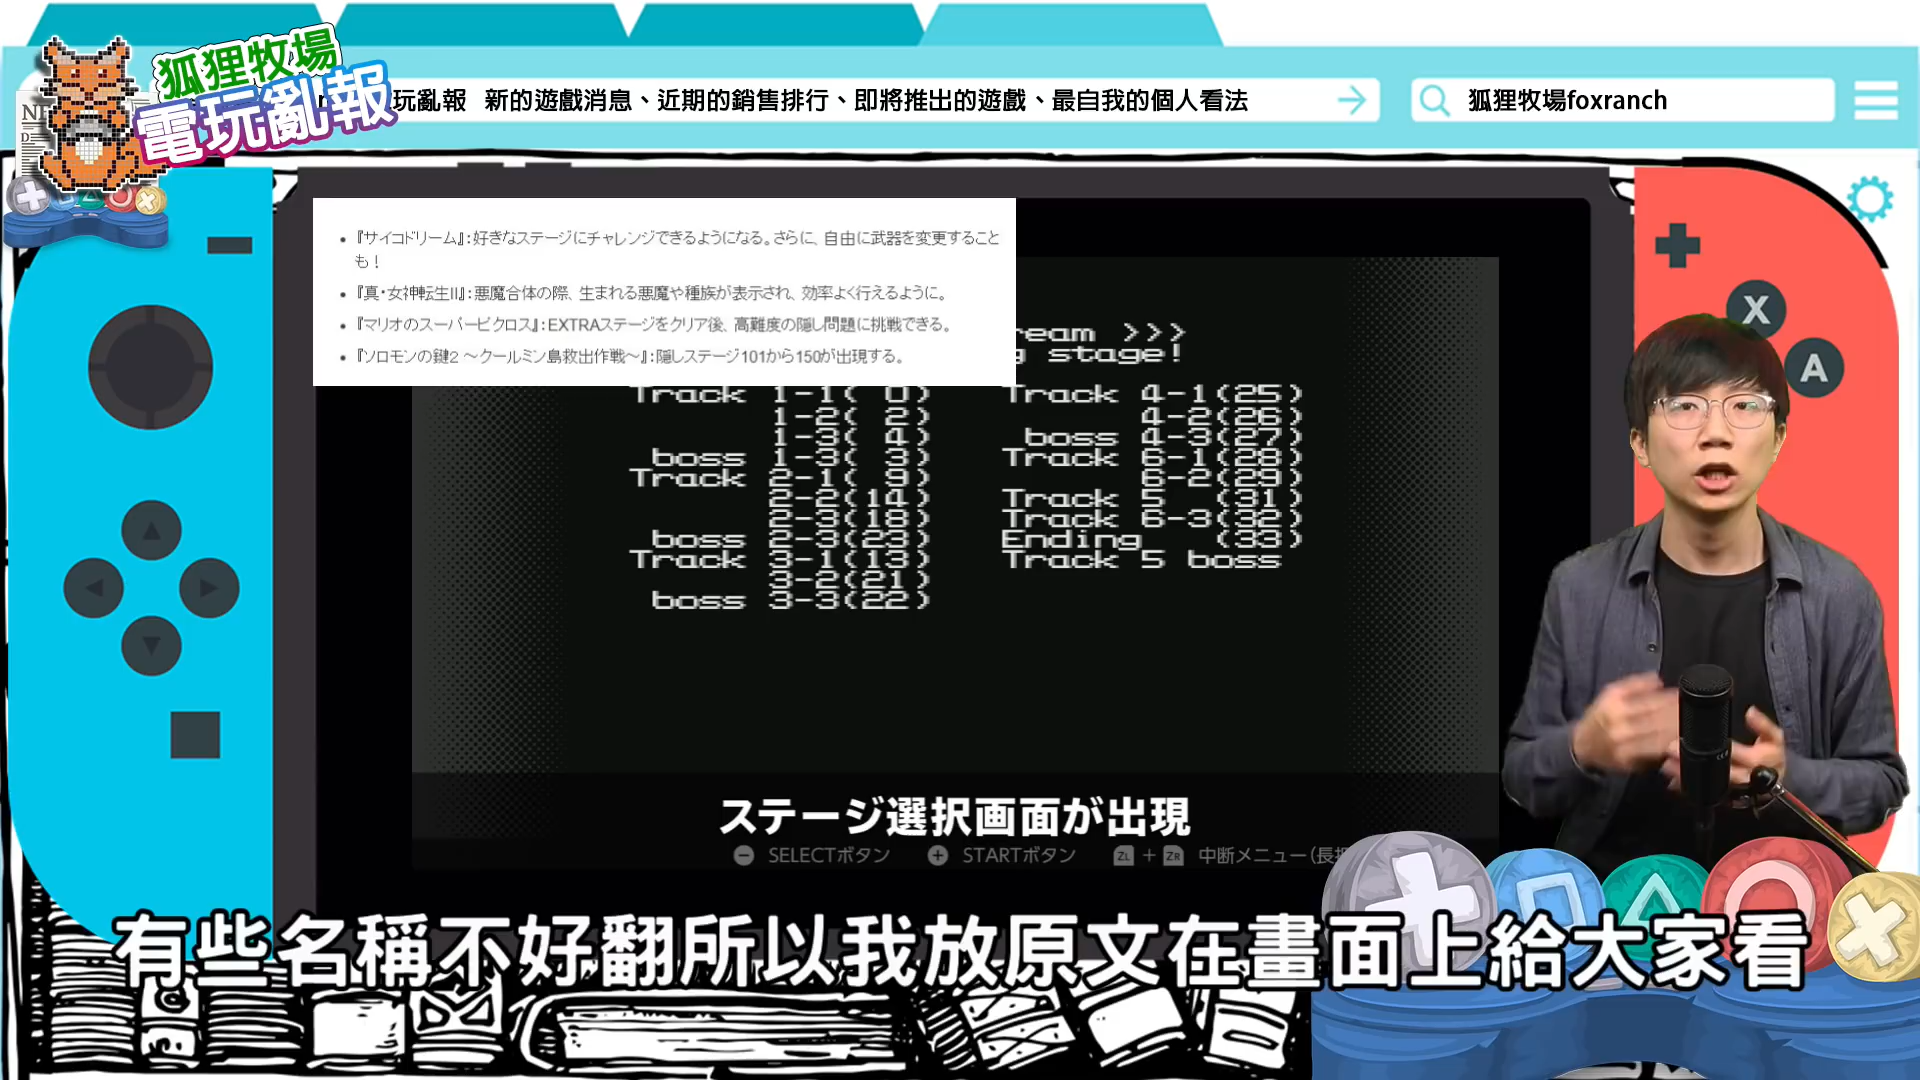 狐狸牧場
電玩亂報
玩亂報 新的遊戲消息、近期的銷售排行、即將推出的遊戲、最自我的個人看法
狐狸牧場foxranch
• 『サイコドリーム』：好きなステージにチャレンジできるようになる。さらに、自由に武器を変更すること
も！
• 『真・女神転生II』：悪魔合体の際、生まれる悪魔や種族が表示され、効率よく行えるように。
• 『マリオのスーパーピクロス』：EXTRAステージをクリア後、高難度の隠し問題に挑戦できる。
• 『ソロモンの鍵2 ～クールミン島救出作戦～』：隠しステージ101から150が出現する。
ream >>>
g stage!
Track 1-1( 0)
1-2( 2)
1-3( 4)
boss 1-3( 3)
Track 2-1( 9)
2-2(14)
2-3(18)
boss 2-3(23)
Track 3-1(13)
3-2(21)
boss 3-3(22)
Track 4-1(25)
4-2(26)
boss 4-3(27)
Track 6-1(28)
6-2(29)
Track 5 (31)
Track 6-3(32)
Ending (33)
Track 5 boss
X
A
ステージ選択画面が出現
SELECTボタン STARTボタン ZL + ZR 中断メニュー（長押
有些名稱不好翻所以我放原文在畫面上給大家看